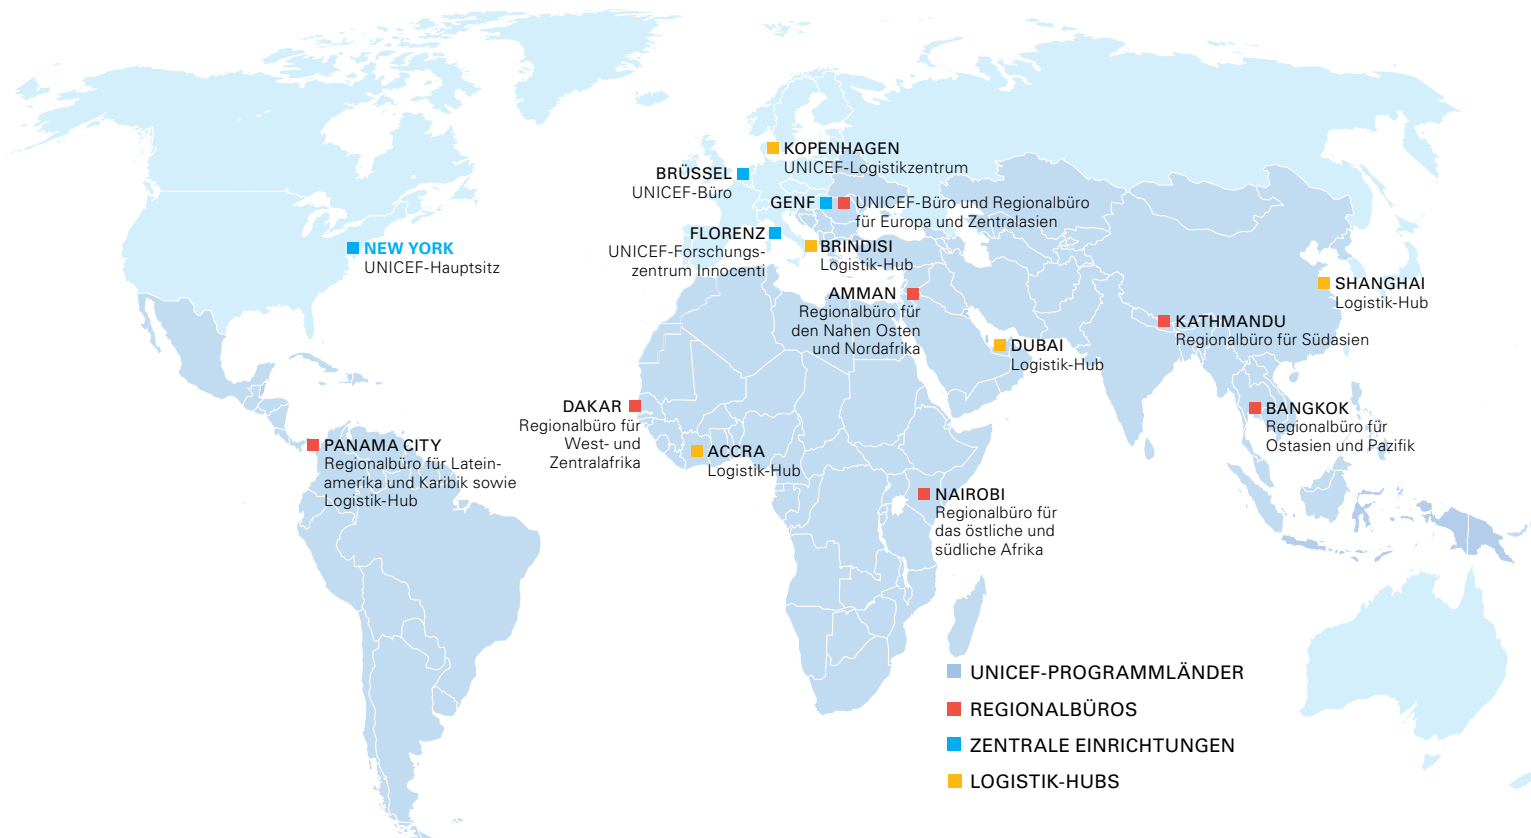 KOPENHAGEN
UNICEF-Logistikzentrum
BRÜSSEL
UNICEF-Büro
GENF
UNICEF-Büro und Regionalbüro
für Europa und Zentralasien
FLORENZ
UNICEF-Forschungs-
zentrum Innocenti
BRINDISI
Logistik-Hub
NEW YORK
UNICEF-Hauptsitz
AMMAN
Regionalbüro für
den Nahen Osten
und Nordafrika
SHANGHAI
Logistik-Hub
KATHMANDU
Regionalbüro für Südasien
DUBAI
Logistik-Hub
DAKAR
Regionalbüro für
West- und
Zentralafrika
BANGKOK
Regionalbüro für
Ostasien und Pazifik
PANAMA CITY
Regionalbüro für Latein-
amerika und Karibik sowie
Logistik-Hub
ACCRA
Logistik-Hub
NAIROBI
Regionalbüro für
das östliche und
südliche Afrika
UNICEF-PROGRAMMLÄNDER
REGIONALBÜROS
ZENTRALE EINRICHTUNGEN
LOGISTIK-HUBS